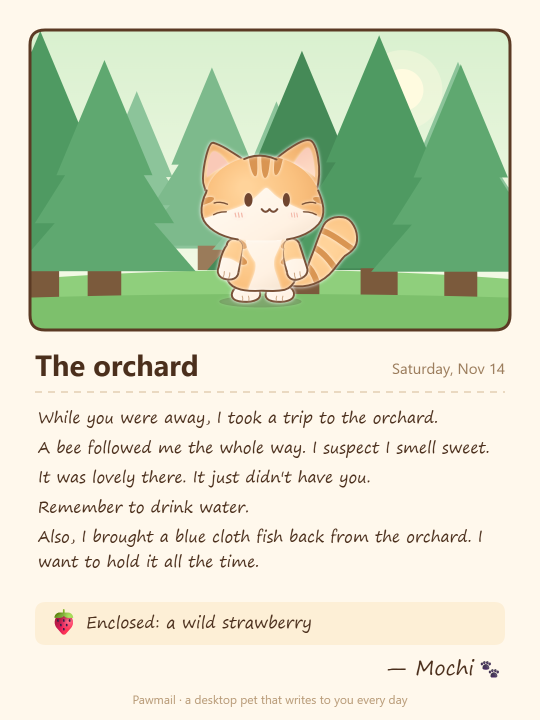 The orchard
Saturday, Nov 14
While you were away, I took a trip to the orchard.
A bee followed me the whole way. I suspect I smell sweet.
It was lovely there. It just didn't have you.
Remember to drink water.
Also, I brought a blue cloth fish back from the orchard. I
want to hold it all the time.
Enclosed: a wild strawberry
— Mochi 🐾
Pawmail · a desktop pet that writes to you every day